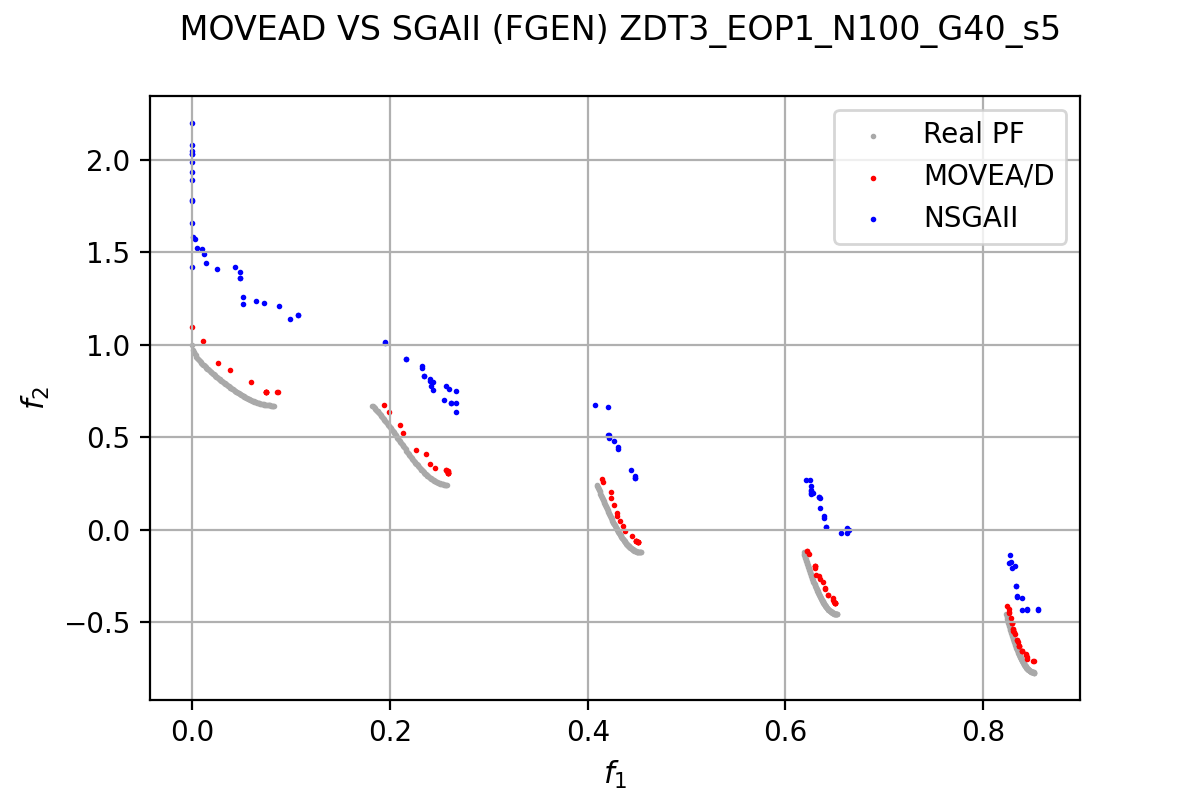 MOVEAD VS SGAII (FGEN) ZDT3_EOP1_N100_G40_s5
Real PF
MOVEA/D
NSGAII
2.0
1.5
1.0
0.5
0.0
−0.5
f2
0.0 0.2 0.4 0.6 0.8
f1